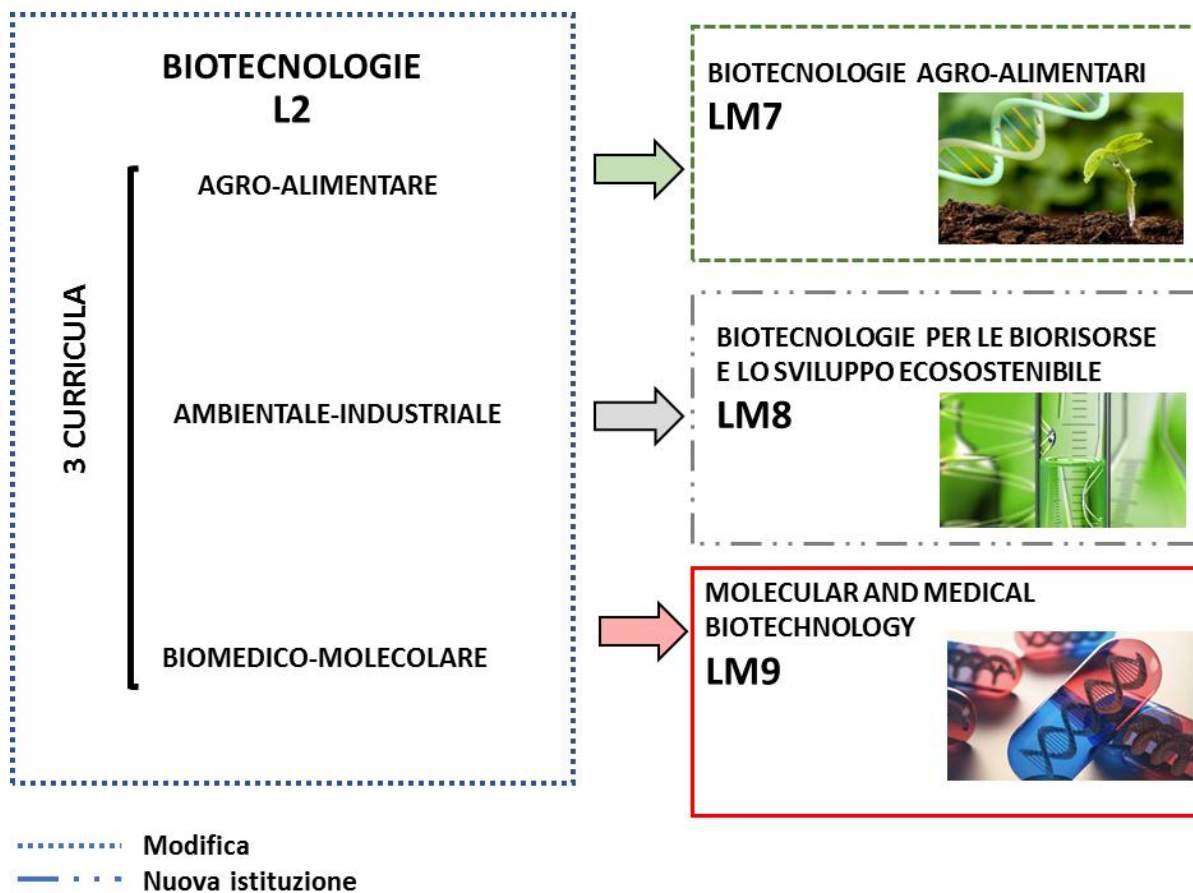 BIOTECNOLOGIE
L2
3 CURRICULA
AGRO-ALIMENTARE
AMBIENTALE-INDUSTRIALE
BIOMEDICO-MOLECOLARE
BIOTECNOLOGIE AGRO-ALIMENTARI
LM7
BIOTECNOLOGIE PER LE BIORISORSE
E LO SVILUPPO ECOSOSTENIBILE
LM8
MOLECULAR AND MEDICAL
BIOTECHNOLOGY
LM9
Modifica
Nuova istituzione